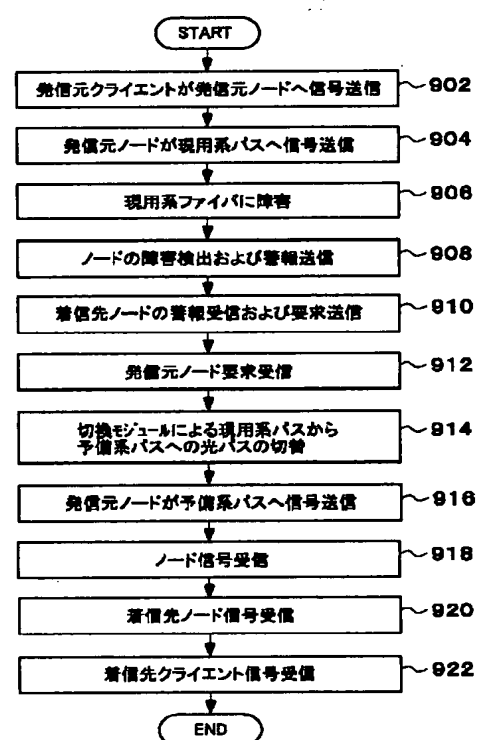 START
発信元クライエントが発信元ノードへ信号送信
902
発信元ノードが現用系パスへ信号送信
904
現用系ファイバに障害
906
ノードの障害検出および警報送信
908
着信先ノードの警報受信および要求送信
910
発信元ノード要求受信
912
切換モジュールによる現用系パスから
予備系パスへの光パスの切替
914
発信元ノードが予備系パスへ信号送信
916
ノード信号受信
918
着信先ノード信号受信
920
着信先クライエント信号受信
922
END